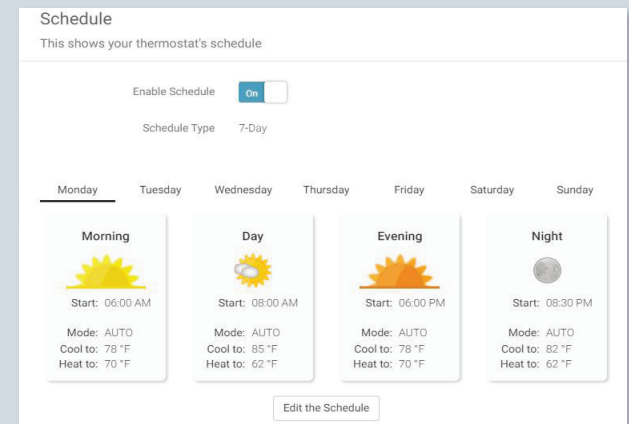 Schedule
This shows your thermostat's schedule
Enable Schedule On
Schedule Type 7-Day
Monday Tuesday Wednesday Thursday Friday Saturday Sunday
Morning
Start: 06:00 AM
Mode: AUTO
Cool to: 78 °F
Heat to: 70 °F
Day
Start: 08:00 AM
Mode: AUTO
Cool to: 85 °F
Heat to: 62 °F
Evening
Start: 06:00 PM
Mode: AUTO
Cool to: 78 °F
Heat to: 70 °F
Night
Start: 08:30 PM
Mode: AUTO
Cool to: 82 °F
Heat to: 62 °F
Edit the Schedule